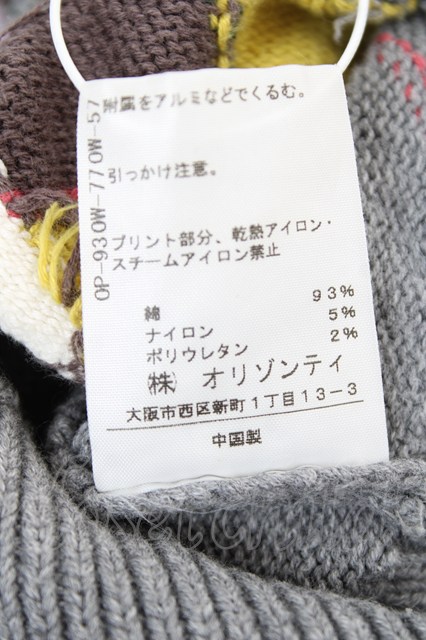 附属をアルミなどでくるむ。
引っかけ注意。
プリント部分、乾熱アイロン・
スチームアイロン禁止
綿 93%
ナイロン 5%
ポリウレタン 2%
㈱ オリゾンティ
大阪市西区新町1丁目13-3
中国製
OP-930W-770W-57